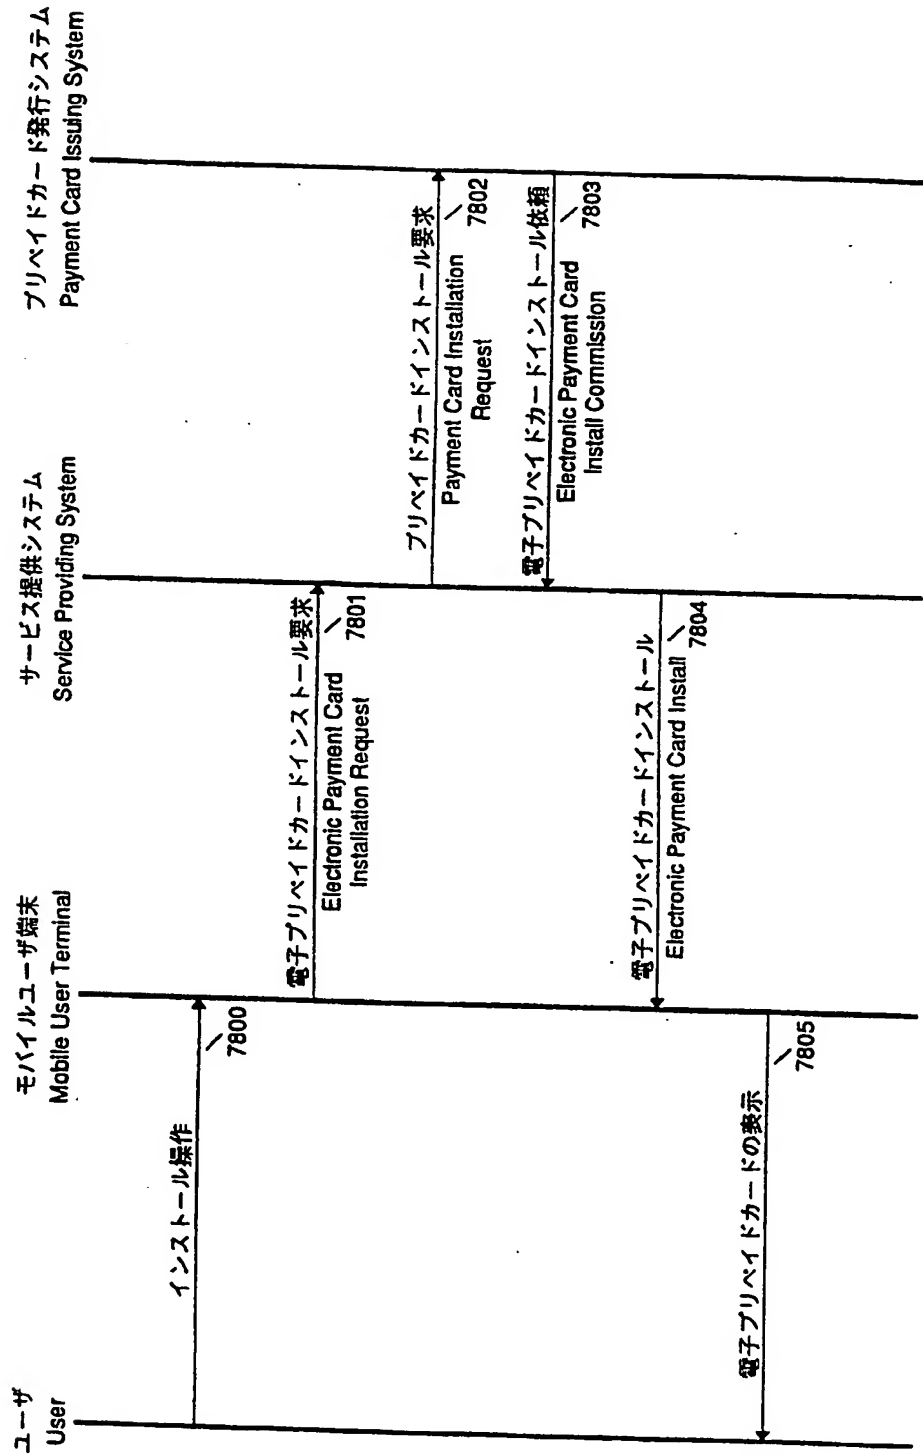 ユーザ
User
モバイルユーザ端末
Mobile User Terminal
サービス提供システム
Service Providing System
プリペイドカード発行システム
Payment Card Issuing System
インストール操作
7800
電子プリペイドカードインストール要求
7801
Electronic Payment Card
Installation Request
プリペイドカードインストール要求
7802
Payment Card Installation
Request
電子プリペイドカードインストール依頼
7803
Electronic Payment Card
Install Commission
電子プリペイドカードインストール
7804
Electronic Payment Card Install
電子プリペイドカードの表示
7805